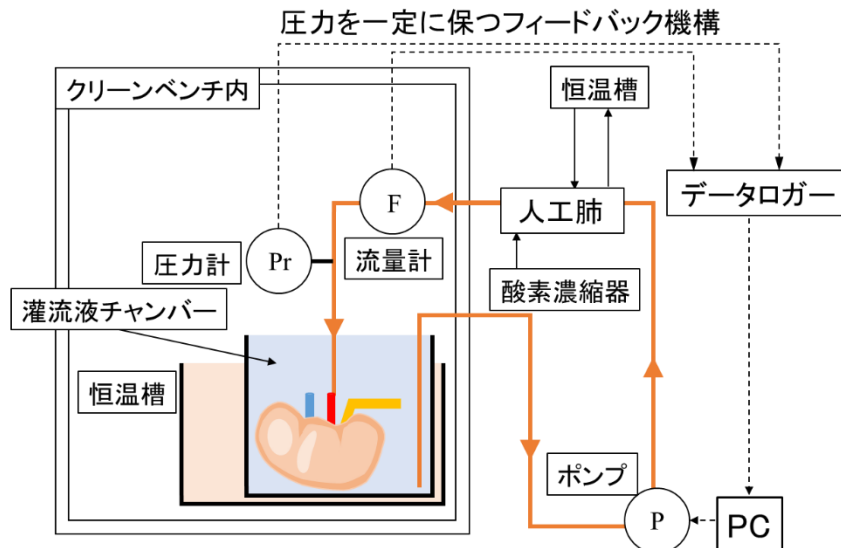 圧力を一定に保つフィードバック機構
クリーンベンチ内
恒温槽
F
人工肺
データロガー
圧力計
Pr
流量計
酸素濃縮器
灌流液チャンバー
恒温槽
ポンプ
P
PC